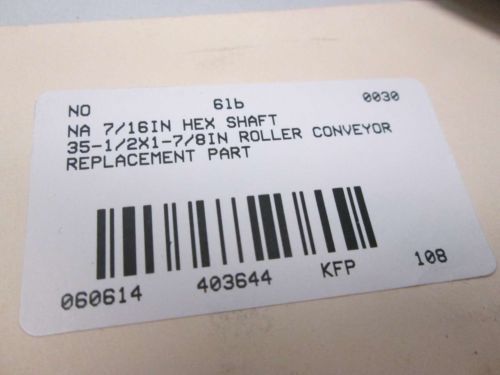 NO 6lb 0030
NA 7/16IN HEX SHAFT
35-1/2X1-7/8IN ROLLER CONVEYOR
REPLACEMENT PART
060614 403644 KFP 108